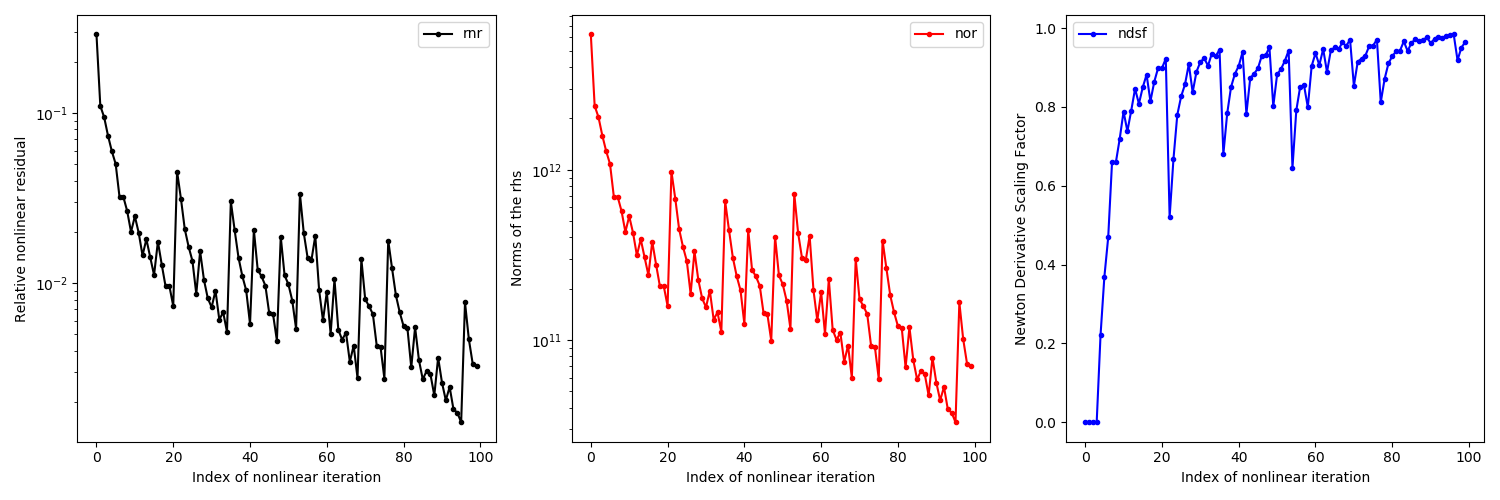 rnr
Relative nonlinear residual
10⁻¹
10⁻²
0 20 40 60 80 100
Index of nonlinear iteration
nor
Norms of the rhs
10¹²
10¹¹
0 20 40 60 80 100
Index of nonlinear iteration
ndsf
Newton Derivative Scaling Factor
1.0
0.8
0.6
0.4
0.2
0.0
0 20 40 60 80 100
Index of nonlinear iteration